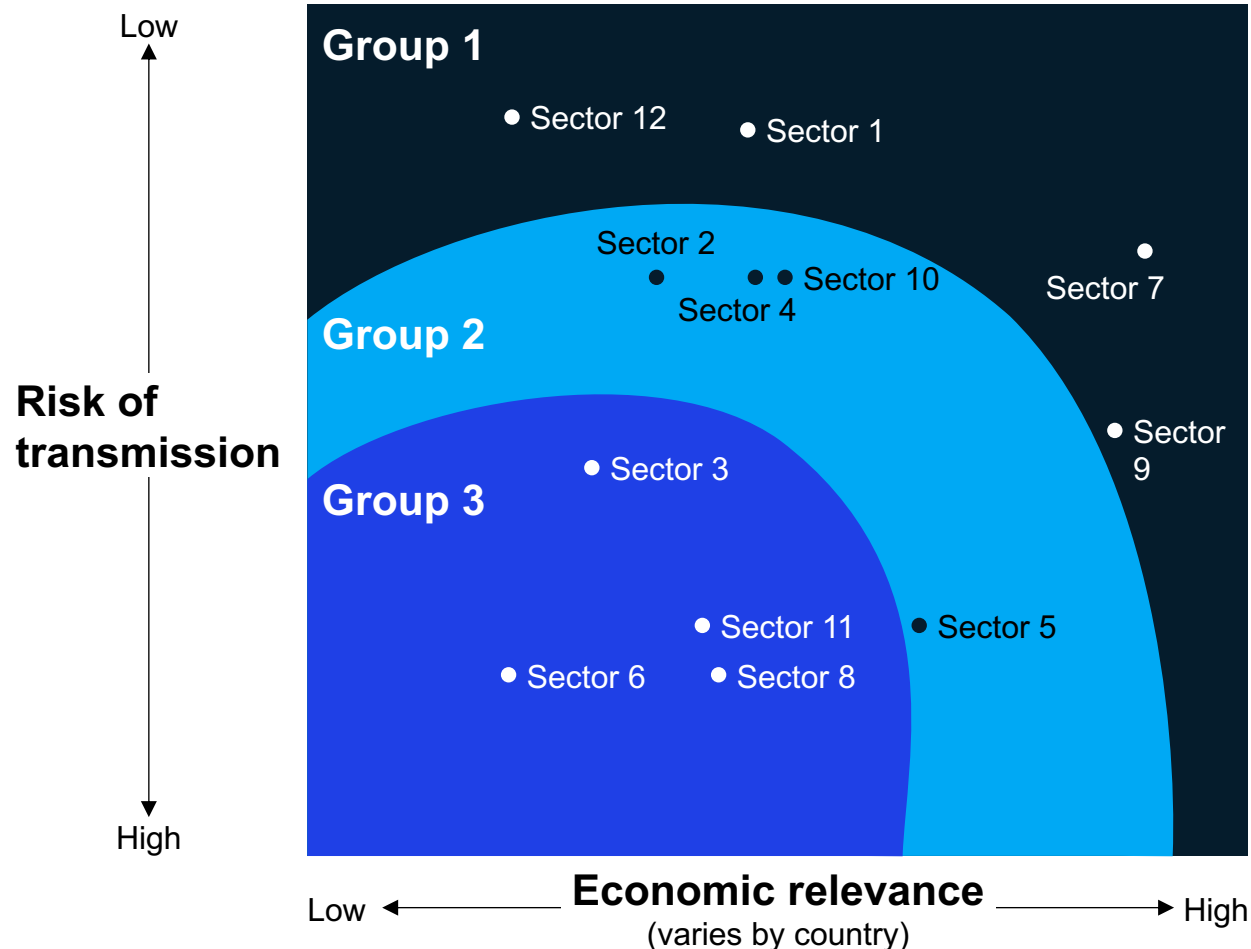 Low
Group 1
Sector 12
Sector 1
Sector 2
Sector 10
Sector 7
Sector 4
Group 2
Risk of
transmission
Sector
9
Sector 3
Group 3
Sector 11
Sector 5
Sector 6
Sector 8
High
Low
Economic relevance
High
(varies by country)